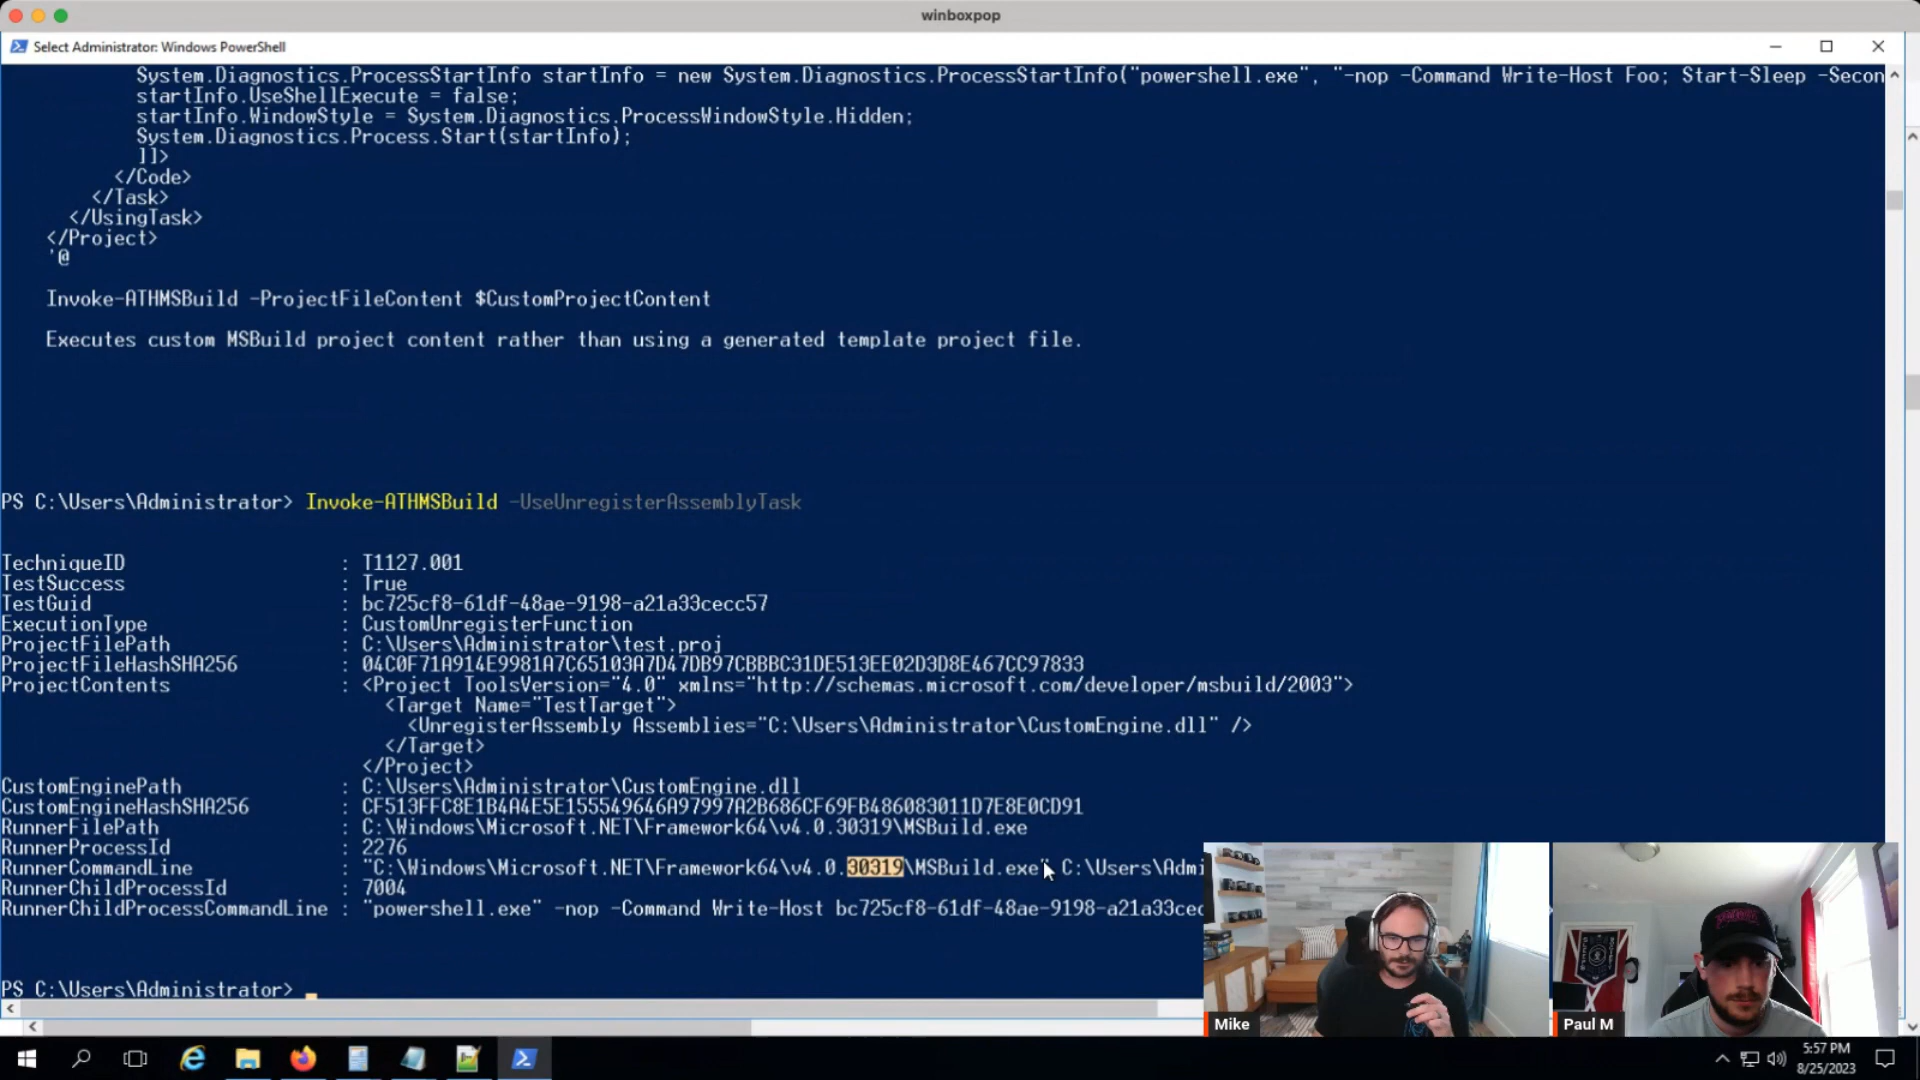 winboxpop
Select Administrator: Windows PowerShell
System.Diagnostics.ProcessStartInfo startInfo = new System.Diagnostics.ProcessStartInfo("powershell.exe", "-nop -Command Write-Host Foo; Start-Sleep -Secon
startInfo.UseShellExecute = false;
startInfo.WindowStyle = System.Diagnostics.ProcessWindowStyle.Hidden;
System.Diagnostics.Process.Start(startInfo);
]]>
</Code>
</Task>
</UsingTask>
</Project>
'@
Invoke-ATHMSBuild -ProjectFileContent $CustomProjectContent
Executes custom MSBuild project content rather than using a generated template project file.
PS C:\Users\Administrator> Invoke-ATHMSBuild -UseUnregisterAssemblyTask
TechniqueID : T1127.001
TestSuccess : True
TestGuid : bc725cf8-61df-48ae-9198-a21a33cecc57
ExecutionType : CustomUnregisterFunction
ProjectFilePath : C:\Users\Administrator\test.proj
ProjectFileHashSHA256 : 04C0F71A914E9981A7C65103A7D47DB97CBBBC31DE513EE02D3D8E467CC97833
ProjectContents : <Project ToolsVersion="4.0" xmlns="http://schemas.microsoft.com/developer/msbuild/2003">
<Target Name="TestTarget">
<UnregisterAssembly Assemblies="C:\Users\Administrator\CustomEngine.dll" />
</Target>
</Project>
CustomEnginePath : C:\Users\Administrator\CustomEngine.dll
CustomEngineHashSHA256 : CF513FFC8E1B4A4E5E155549646A97997A2B686CF69FB486083011D7E8E0CD91
RunnerFilePath : C:\Windows\Microsoft.NET\Framework64\v4.0.30319\MSBuild.exe
RunnerProcessId : 2276
RunnerCommandLine : "C:\Windows\Microsoft.NET\Framework64\v4.0.30319\MSBuild.exe" C:\Users\Admi
RunnerChildProcessId : 7004
RunnerChildProcessCommandLine : "powershell.exe" -nop -Command Write-Host bc725cf8-61df-48ae-9198-a21a33cec
PS C:\Users\Administrator>
Mike
Paul M
5:57 PM
8/25/2023